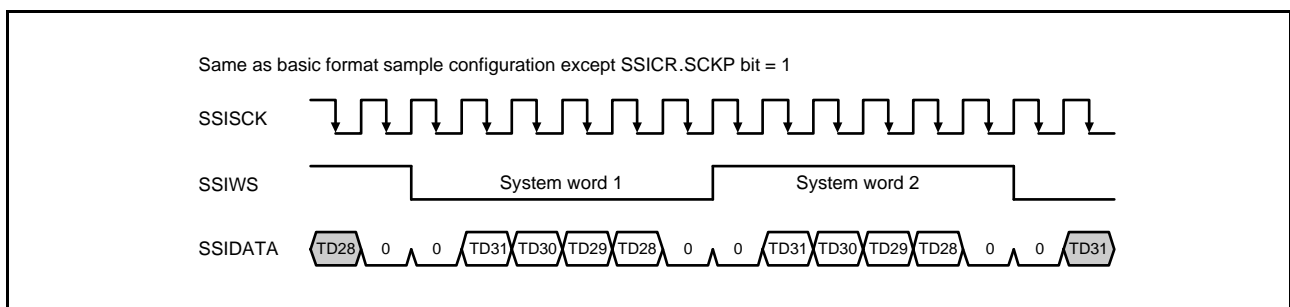 Same as basic format sample configuration except SSICR.SCKP bit = 1
SSISCK
SSIWS System word 1 System word 2
SSIDATA TD28 0 0 TD31 TD30 TD29 TD28 0 0 TD31 TD30 TD29 TD28 0 0 TD31